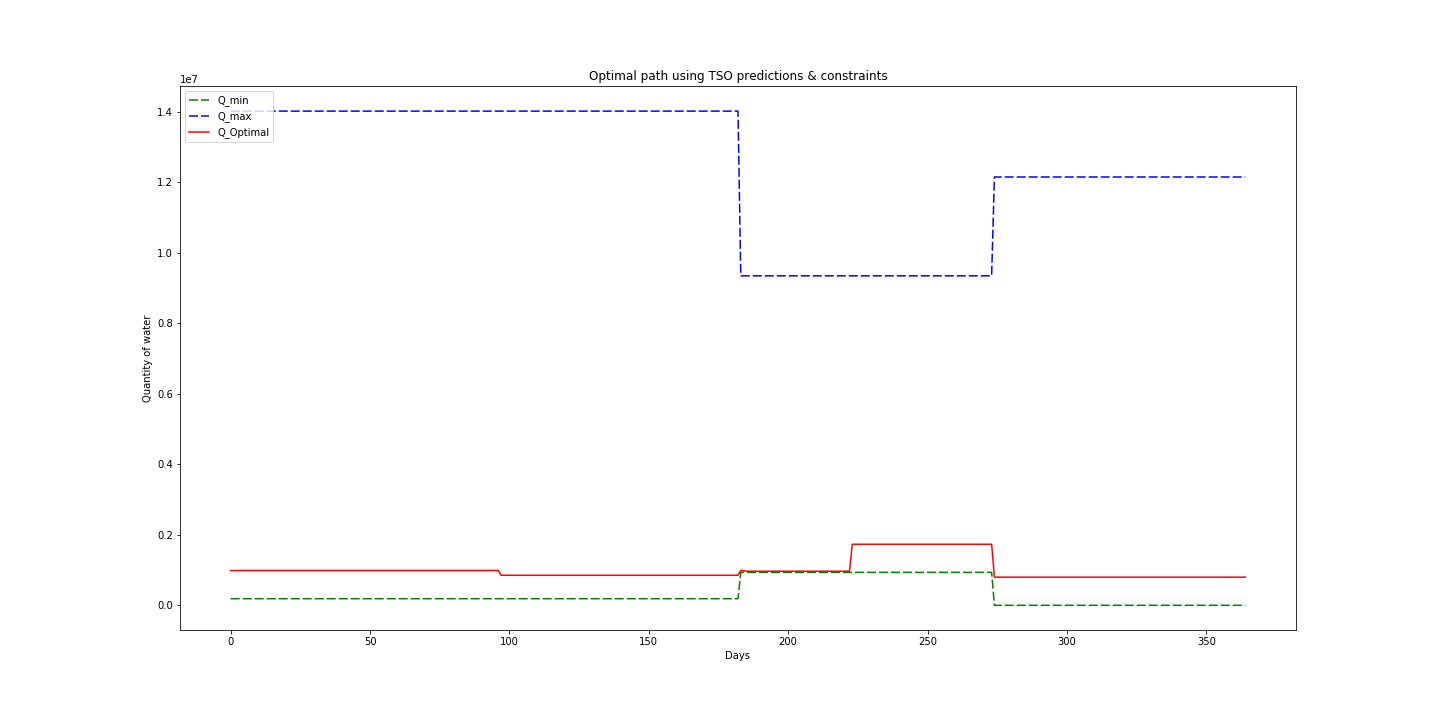 Optimal path using TSO predictions & constraints
1e7
Q_min
Q_max
Q_Optimal
1.4
1.2
1.0
0.8
0.6
0.4
0.2
0.0
Quantity of water
0 50 100 150 200 250 300 350
Days